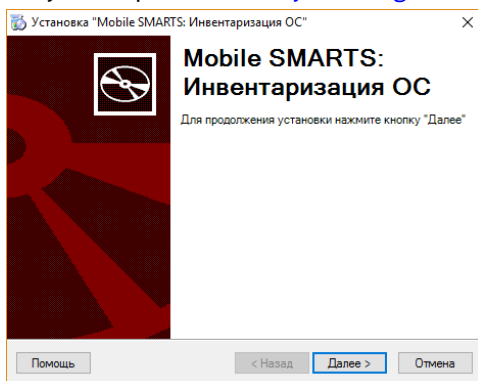 Установка "Mobile SMARTS: Инвентаризация ОС"
Mobile SMARTS:
Инвентаризация ОС
Для продолжения установки нажмите кнопку "Далее"
Помощь
< Назад
Далее >
Отмена